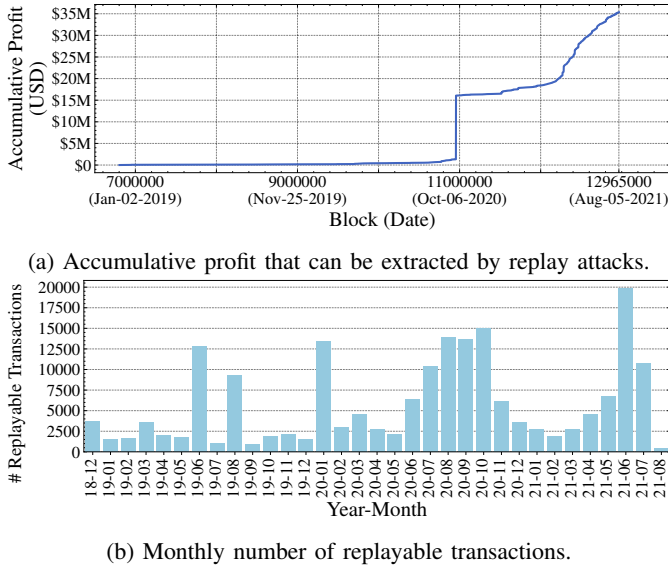 $35M
$30M
$25M
$20M
$15M
$10M
$5M
$0
Accumulative Profit
(USD)
7000000 9000000 11000000 12965000
(Jan-02-2019) (Nov-25-2019) (Oct-06-2020) (Aug-05-2021)
Block (Date)
(a) Accumulative profit that can be extracted by replay attacks.
20000
17500
15000
12500
10000
7500
5000
2500
0
# Replayable Transactions
18-12 19-01 19-02 19-03 19-04 19-05 19-06 19-07 19-08 19-09 19-10 19-11 19-12 20-01 20-02 20-03 20-04 20-05 20-06 20-07 20-08 20-09 20-10 20-11 20-12 21-01 21-02 21-03 21-04 21-05 21-06 21-07 21-08
Year-Month
(b) Monthly number of replayable transactions.